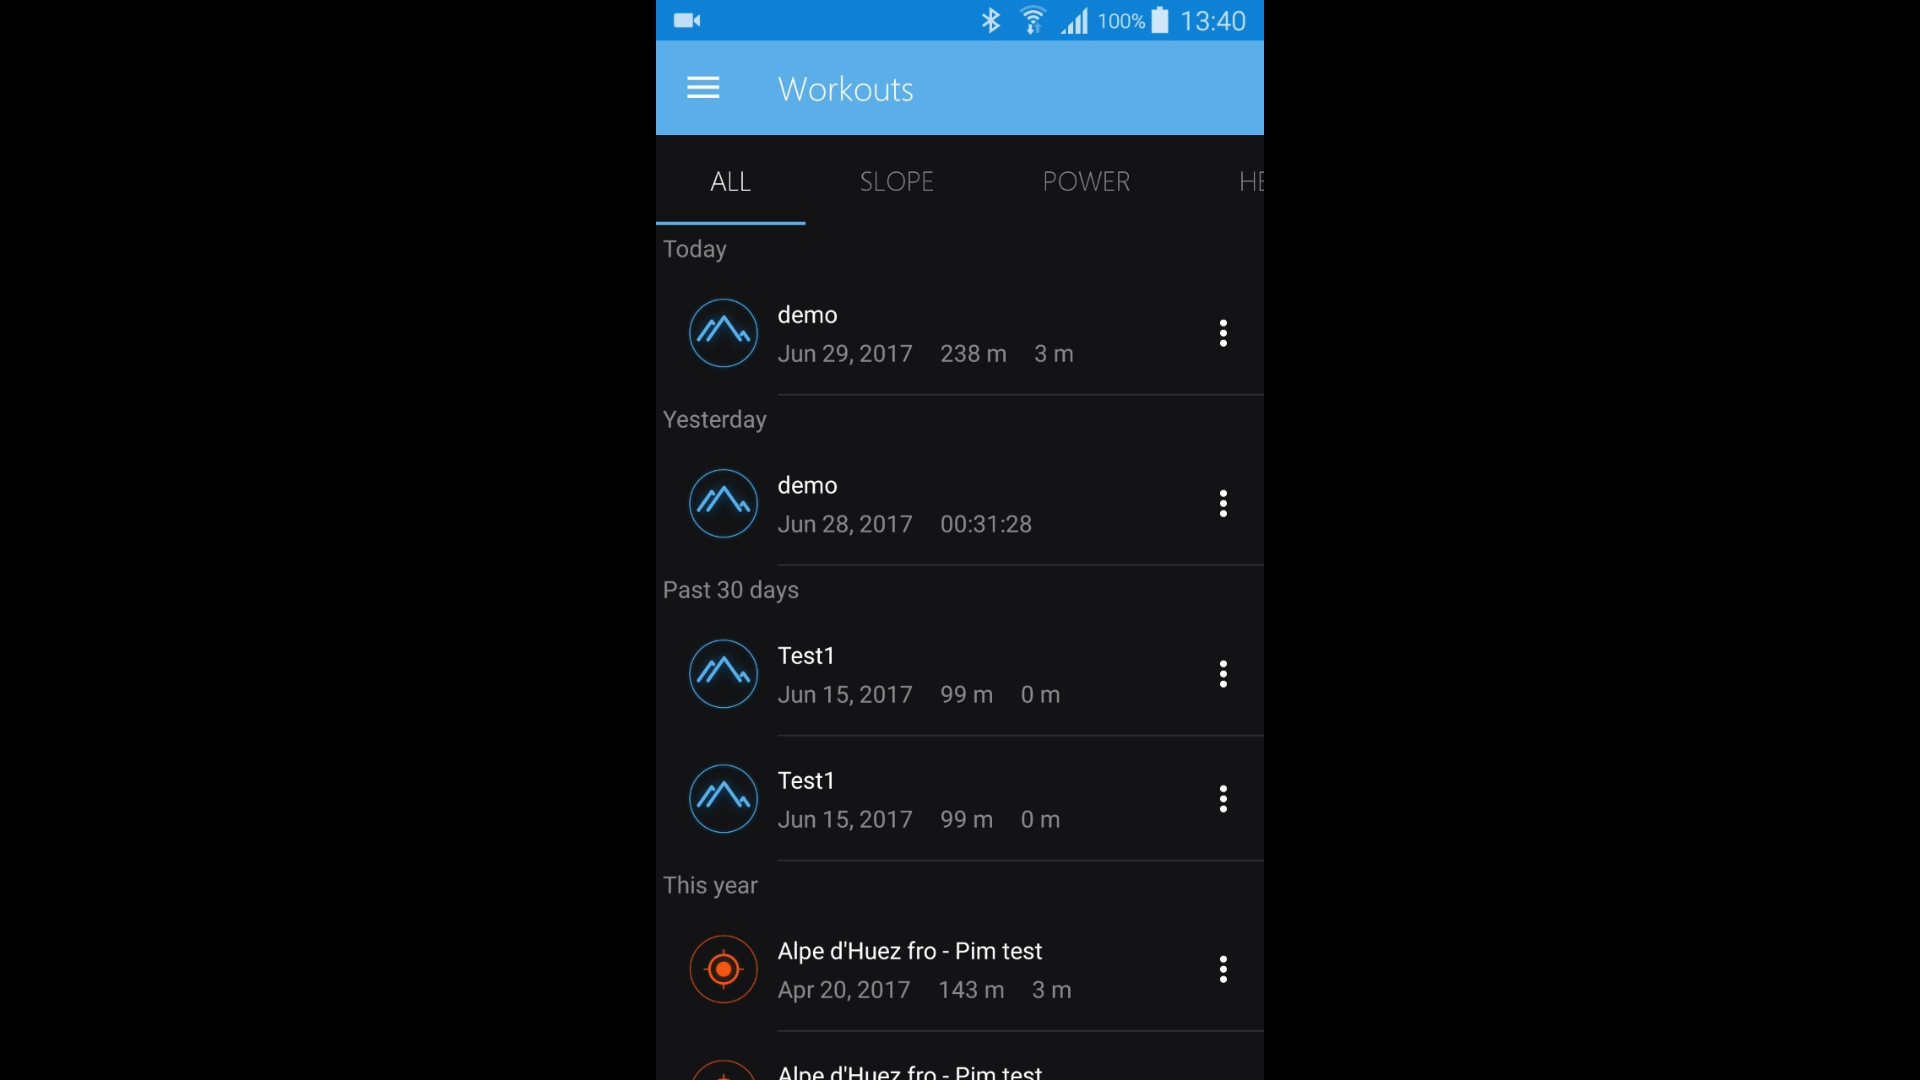 100% 13:40
Workouts
ALL SLOPE POWER HE
Today
demo
Jun 29, 2017 238 m 3 m
Yesterday
demo
Jun 28, 2017 00:31:28
Past 30 days
Test1
Jun 15, 2017 99 m 0 m
Test1
Jun 15, 2017 99 m 0 m
This year
Alpe d'Huez fro - Pim test
Apr 20, 2017 143 m 3 m
Alpe d'Huez fro - Pim test